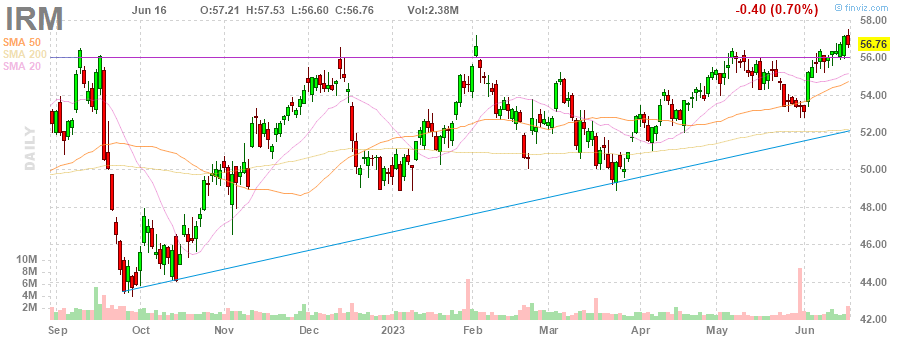 IRM
Jun 16 O:57.21 H:57.53 L:56.60 C:56.76 Vol:2.38M -0.40 (0.70%)
© finviz.com
SMA 50
SMA 200
SMA 20
DAILY
58.00
56.76
56.00
54.00
52.00
50.00
48.00
46.00
44.00
42.00
10M
8M
6M
4M
2M
Sep Oct Nov Dec 2023 Feb Mar Apr May Jun